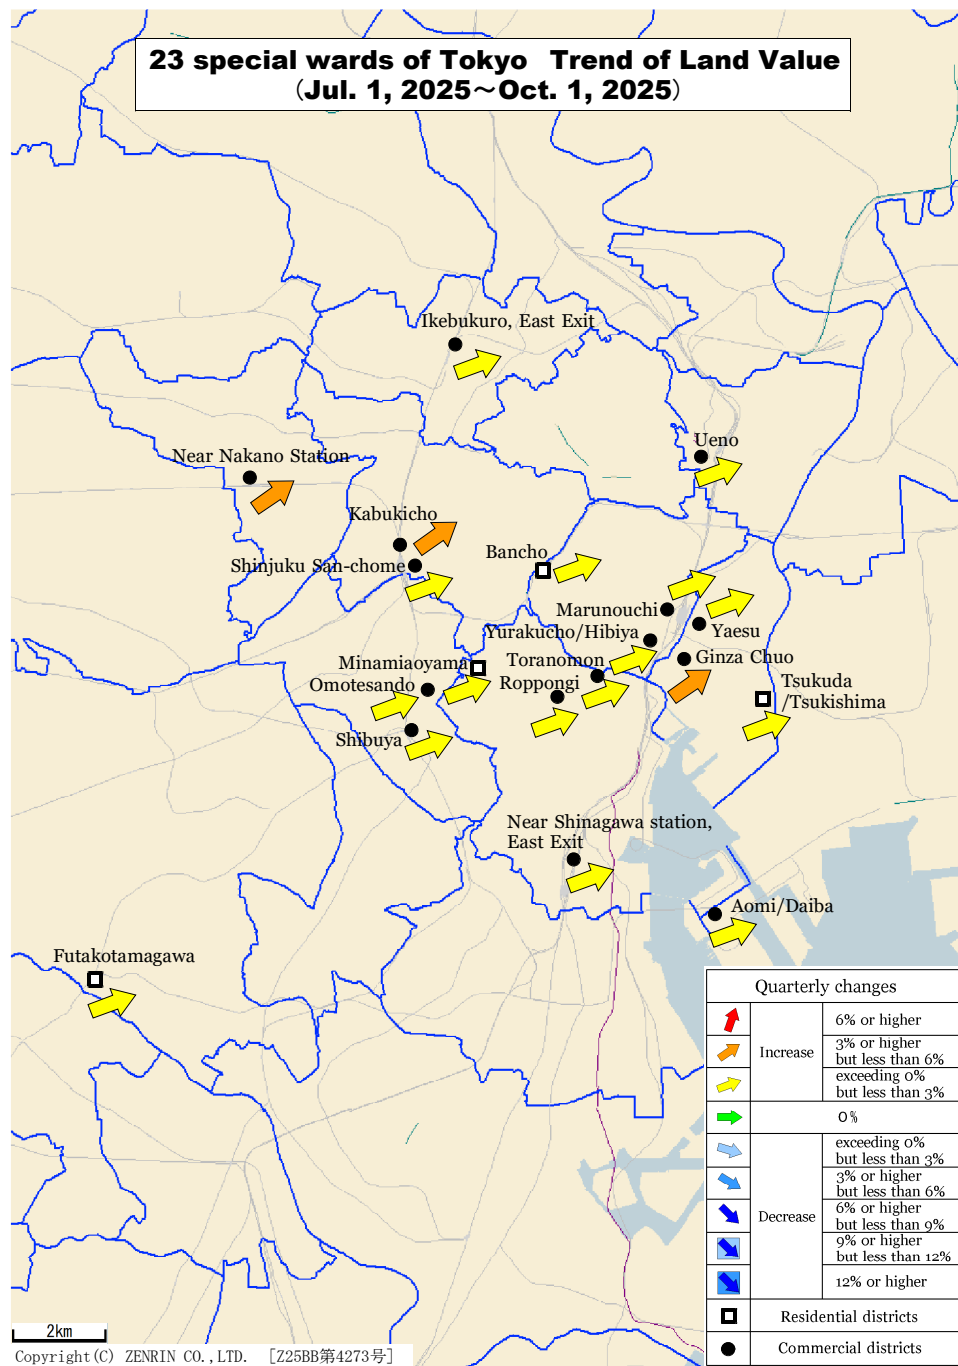 23 special wards of Tokyo Trend of Land Value
（Jul. 1, 2025～Oct. 1, 2025）
Ikebukuro, East Exit
Ueno
Near Nakano Station
Kabukicho
Bancho
Shinjuku San-chome
Marunouchi
Yaesu
Yurakucho/Hibiya
Ginza Chuo
Minamiaoyama
Toranomon
Omotesando
Roppongi
Tsukuda
/Tsukishima
Shibuya
Near Shinagawa station,
East Exit
Aomi/Daiba
Futakotamagawa
Quarterly changes
Increase
6% or higher
3% or higher
but less than 6%
exceeding 0%
but less than 3%
0%
Decrease
exceeding 0%
but less than 3%
3% or higher
but less than 6%
6% or higher
but less than 9%
9% or higher
but less than 12%
12% or higher
Residential districts
Commercial districts
2km
Copyright(C) ZENRIN CO.,LTD. [Z25BB第4273号]